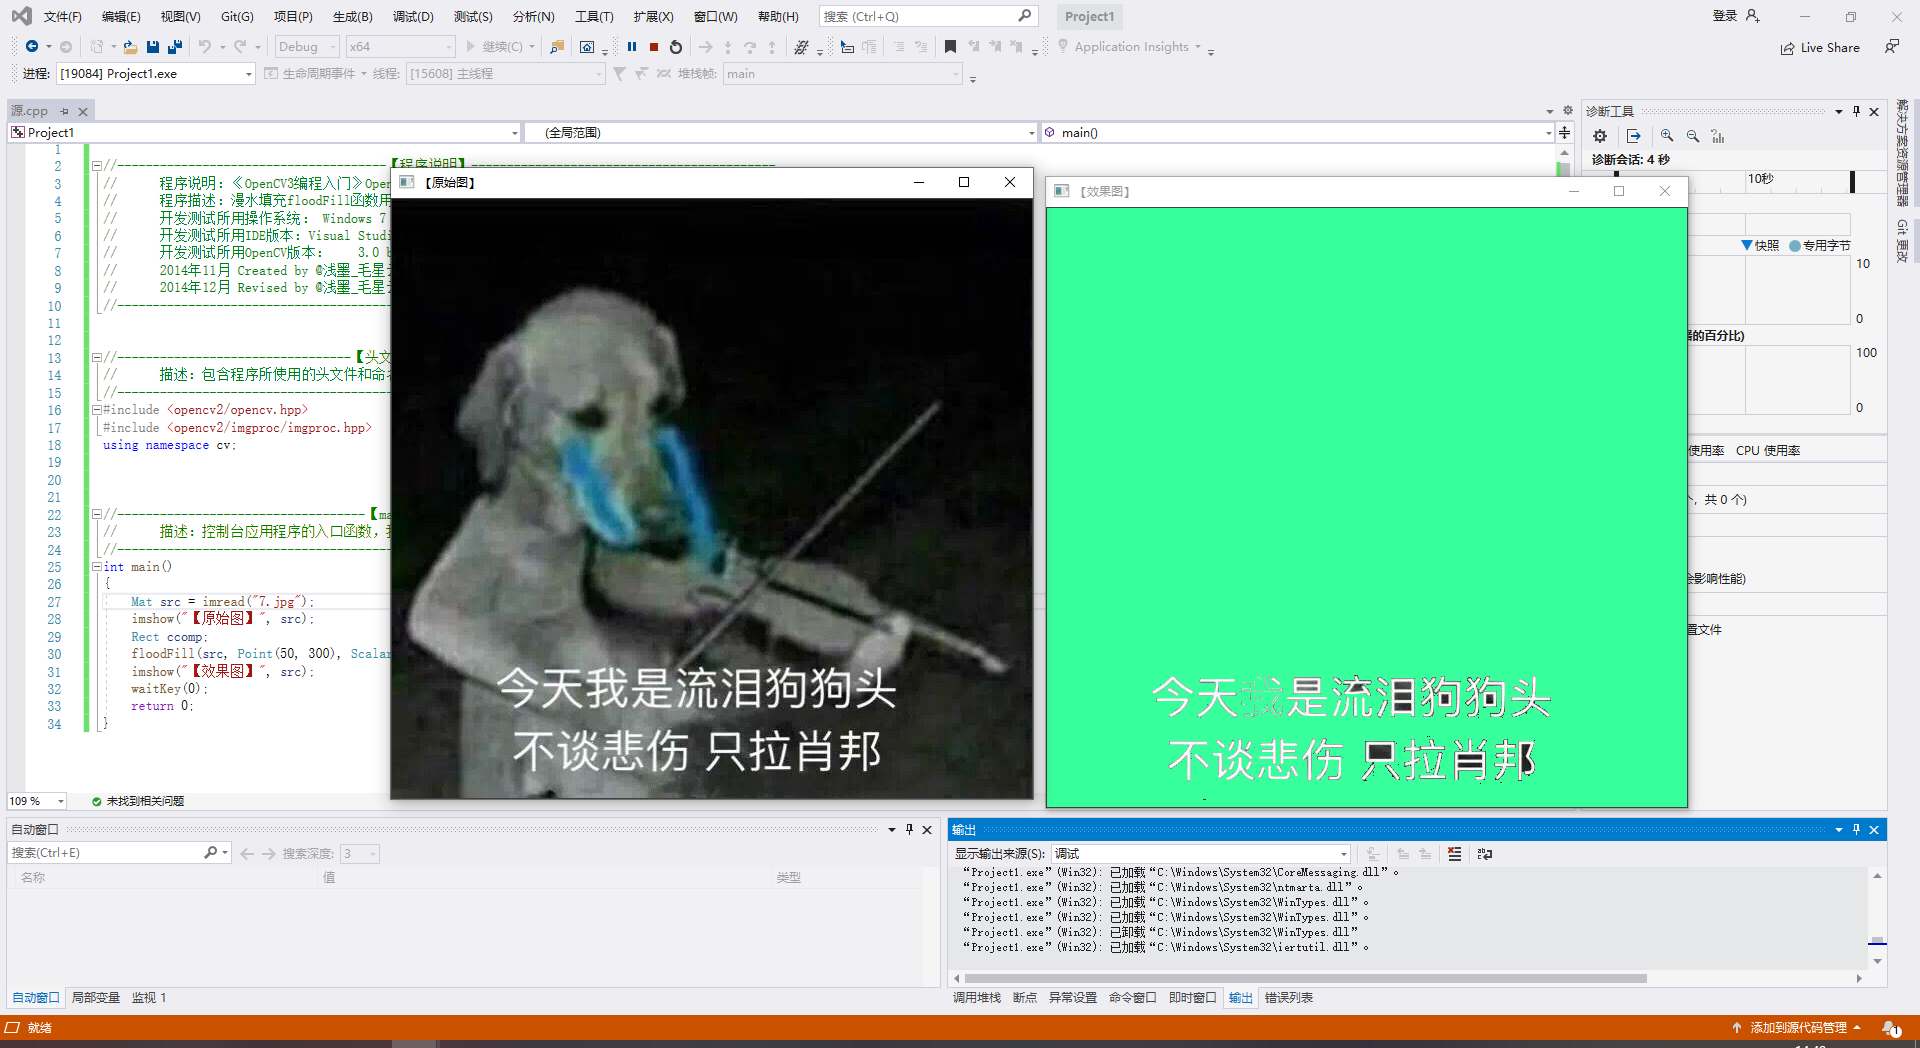 文件(F) 编辑(E) 视图(V) Git(G) 项目(P) 生成(B) 调试(D) 测试(S) 分析(N) 工具(T) 扩展(X) 窗口(W) 帮助(H) 搜索 (Ctrl+Q) Project1 登录
Debug x64 继续(C) Application Insights Live Share
进程: [19084] Project1.exe 生命周期事件 线程: [15608] 主线程 堆栈帧: main
源.cpp
Project1 (全局范围) main()
1
2 //--------------------------------------【程序说明】-------------------------------------------
3 // 程序说明：《OpenCV3编程入门》Open
4 // 程序描述：漫水填充floodFill函数用
5 // 开发测试所用操作系统： Windows 7
6 // 开发测试所用IDE版本：Visual Studi
7 // 开发测试所用OpenCV版本： 3.0 b
8 // 2014年11月 Created by @浅墨_毛星
9 // 2014年12月 Revised by @浅墨_毛星
10 //---------------------------------------
11
12
13 //---------------------------------【头文
14 // 描述：包含程序所使用的头文件和命
15 //---------------------------------------
16 #include <opencv2/opencv.hpp>
17 #include <opencv2/imgproc/imgproc.hpp>
18 using namespace cv;
19
20
21
22 //-----------------------------------【ma
23 // 描述：控制台应用程序的入口函数，
24 //---------------------------------------
25 int main()
26 {
27 Mat src = imread("7.jpg");
28 imshow("【原始图】", src);
29 Rect ccomp;
30 floodFill(src, Point(50, 300), Scalar
31 imshow("【效果图】", src);
32 waitKey(0);
33 return 0;
34 }
109 % 未找到相关问题
【原始图】
今天我是流泪狗狗头
不谈悲伤 只拉肖邦
【效果图】
今天我是流泪狗狗头
不谈悲伤 只拉肖邦
诊断工具
诊断会话: 4 秒
10秒
快照 专用字节
10
0
的百分比)
100
0
使用率 CPU 使用率
，共 0 个)
会影响性能)
置文件
解决方案资源管理器
Git 更改
自动窗口
搜索(Ctrl+E) 搜索深度: 3
名称 值 类型
自动窗口 局部变量 监视 1
输出
显示输出来源(S): 调试
“Project1.exe”(Win32): 已加载“C:\Windows\System32\CoreMessaging.dll”。
“Project1.exe”(Win32): 已加载“C:\Windows\System32\ntmarta.dll”。
“Project1.exe”(Win32): 已加载“C:\Windows\System32\WinTypes.dll”。
“Project1.exe”(Win32): 已加载“C:\Windows\System32\WinTypes.dll”。
“Project1.exe”(Win32): 已卸载“C:\Windows\System32\WinTypes.dll”
“Project1.exe”(Win32): 已加载“C:\Windows\System32\iertutil.dll”。
调用堆栈 断点 异常设置 命令窗口 即时窗口 输出 错误列表
就绪 添加到源代码管理 1